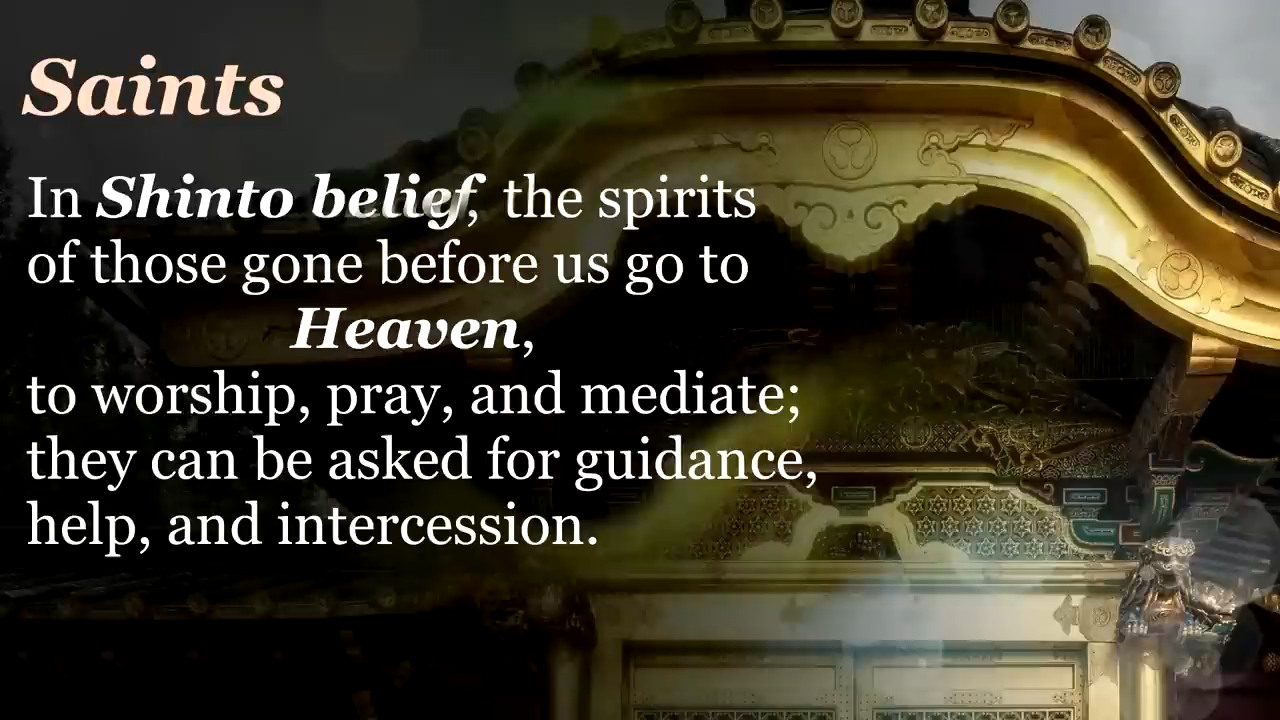 Saints
In Shinto belief, the spirits
of those gone before us go to
Heaven,
to worship, pray, and mediate;
they can be asked for guidance,
help, and intercession.